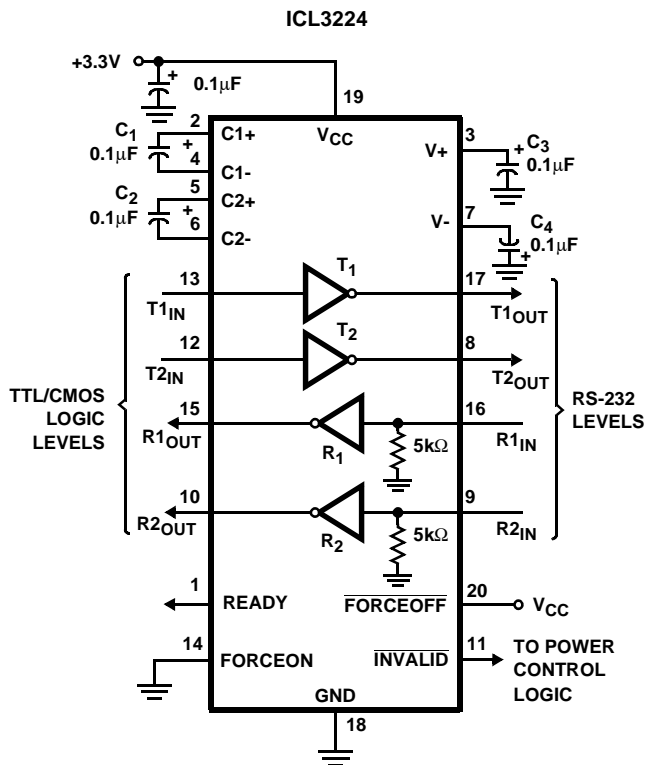 ICL3224
+3.3V
+
0.1μF
19
VCC
2
C1+
C1
0.1μF
+
4
C1-
5
C2+
C2
0.1μF
+
6
C2-
3
V+
+
C3
0.1μF
7
V-
C4
0.1μF
+
13
T1IN
T1
17
T1OUT
12
T2IN
T2
8
T2OUT
TTL/CMOS
LOGIC
LEVELS
RS-232
LEVELS
15
R1OUT
R1
5kΩ
16
R1IN
10
R2OUT
R2
5kΩ
9
R2IN
1
READY
FORCEOFF
20
VCC
14
FORCEON
INVALID
11
TO POWER
CONTROL
LOGIC
GND
18